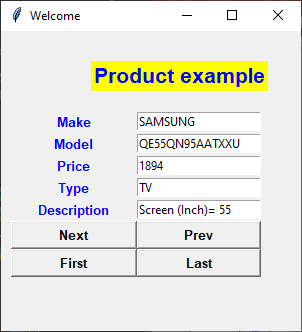 Welcome
Product example
Make SAMSUNG
Model QE55QN95AATXXU
Price 1894
Type TV
Description Screen (Inch)= 55
Next Prev
First Last